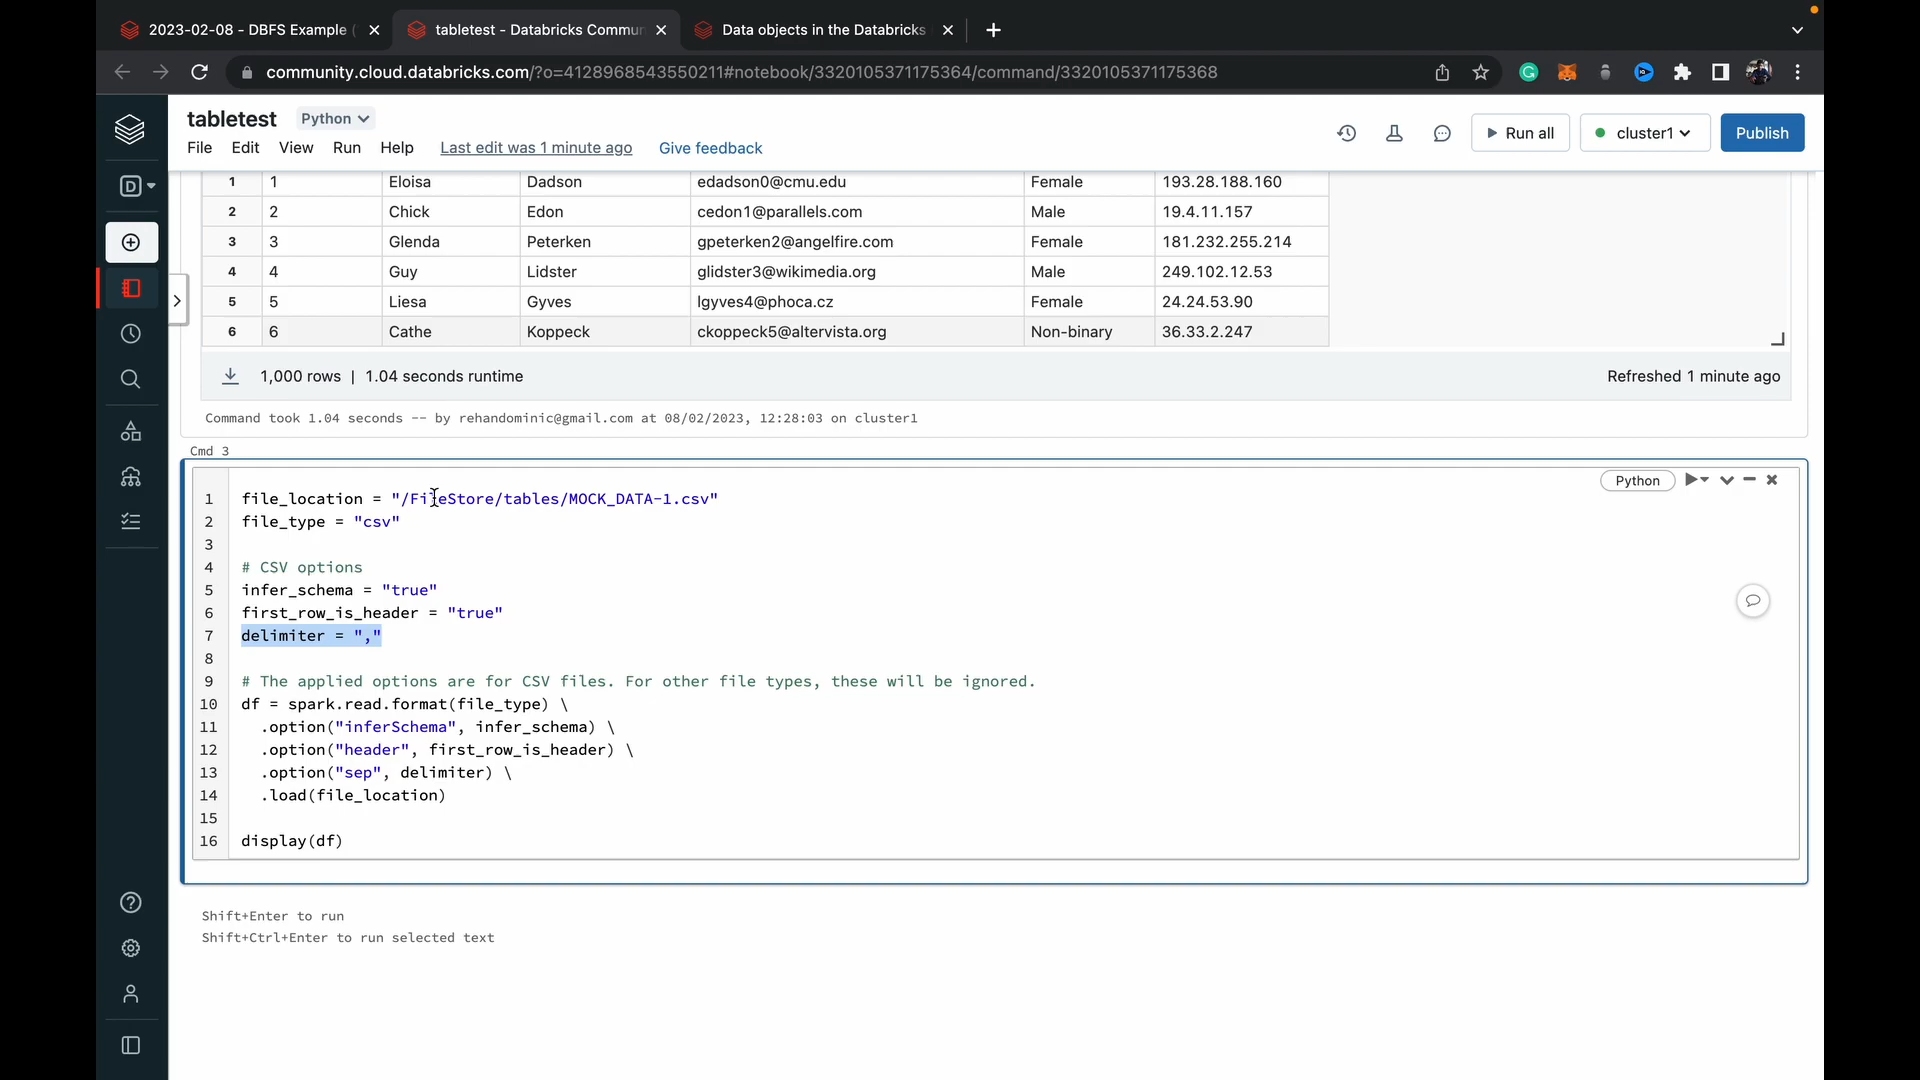 2023-02-08 - DBFS Example (
tabletest - Databricks Commun
Data objects in the Databricks
community.cloud.databricks.com/?o=4128968543550211#notebook/3320105371175364/command/3320105371175368
tabletest Python
File Edit View Run Help Last edit was 1 minute ago Give feedback
Run all cluster1 Publish
D
1 1 Eloisa Dadson edadson0@cmu.edu Female 193.28.188.160
2 2 Chick Edon cedon1@parallels.com Male 19.4.11.157
3 3 Glenda Peterken gpeterken2@angelfire.com Female 181.232.255.214
4 4 Guy Lidster glidster3@wikimedia.org Male 249.102.12.53
5 5 Liesa Gyves lgyves4@phoca.cz Female 24.24.53.90
6 6 Cathe Koppeck ckoppeck5@altervista.org Non-binary 36.33.2.247
1,000 rows | 1.04 seconds runtime Refreshed 1 minute ago
Command took 1.04 seconds -- by rehandominic@gmail.com at 08/02/2023, 12:28:03 on cluster1
Cmd 3
Python
1 file_location = "/FileStore/tables/MOCK_DATA-1.csv"
2 file_type = "csv"
3
4 # CSV options
5 infer_schema = "true"
6 first_row_is_header = "true"
7 delimiter = ","
8
9 # The applied options are for CSV files. For other file types, these will be ignored.
10 df = spark.read.format(file_type) \
11 .option("inferSchema", infer_schema) \
12 .option("header", first_row_is_header) \
13 .option("sep", delimiter) \
14 .load(file_location)
15
16 display(df)
Shift+Enter to run
Shift+Ctrl+Enter to run selected text